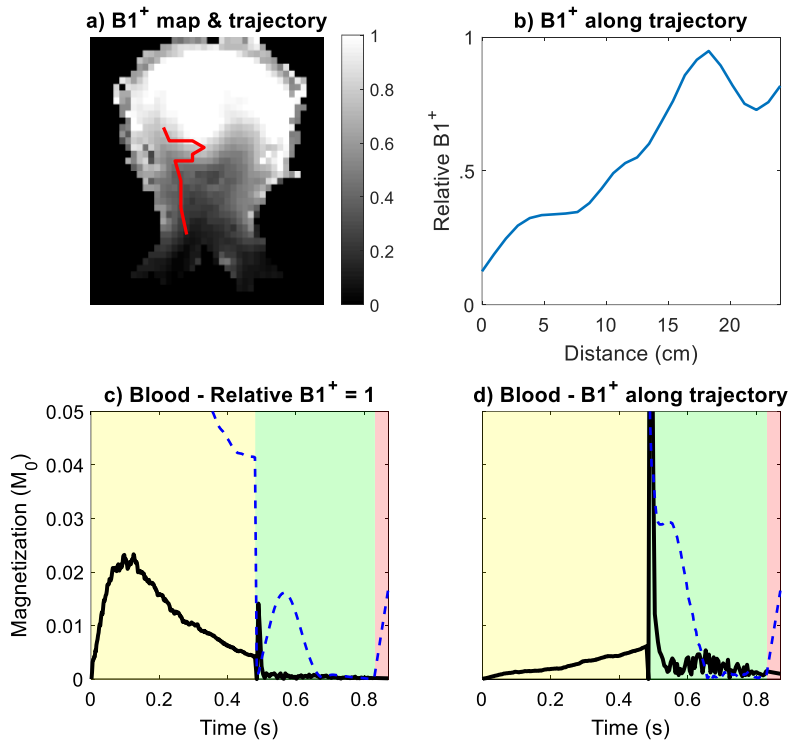 a) B1+ map & trajectory
1
0.8
0.6
0.4
0.2
0
b) B1+ along trajectory
1
.5
0
Relative B1+
0 5 10 15 20
Distance (cm)
c) Blood - Relative B1+ = 1
0.05
0.04
0.03
0.02
0.01
0
Magnetization (M0)
0 0.2 0.4 0.6 0.8
Time (s)
d) Blood - B1+ along trajectory
0 0.2 0.4 0.6 0.8
Time (s)